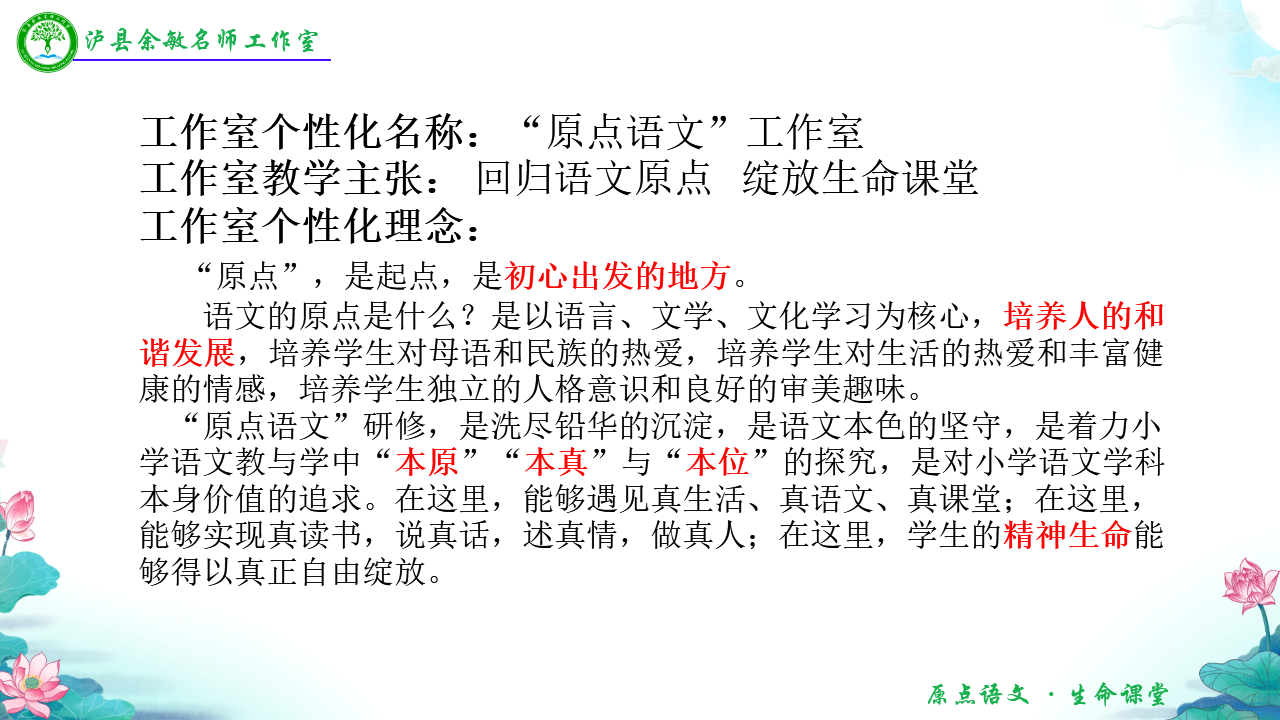 泸县余敏名师工作室
工作室个性化名称：“原点语文”工作室
工作室教学主张： 回归语文原点 绽放生命课堂
工作室个性化理念：
“原点”，是起点，是初心出发的地方。
语文的原点是什么？是以语言、文学、文化学习为核心，培养人的和
谐发展，培养学生对母语和民族的热爱，培养学生对生活的热爱和丰富健
康的情感，培养学生独立的人格意识和良好的审美趣味。
“原点语文”研修，是洗尽铅华的沉淀，是语文本色的坚守，是着力小
学语文教与学中“本原”“本真”与“本位”的探究，是对小学语文学科
本身价值的追求。在这里，能够遇见真生活、真语文、真课堂；在这里，
能够实现真读书，说真话，述真情，做真人；在这里，学生的精神生命能
够得以真正自由绽放。
原点语文 · 生命课堂